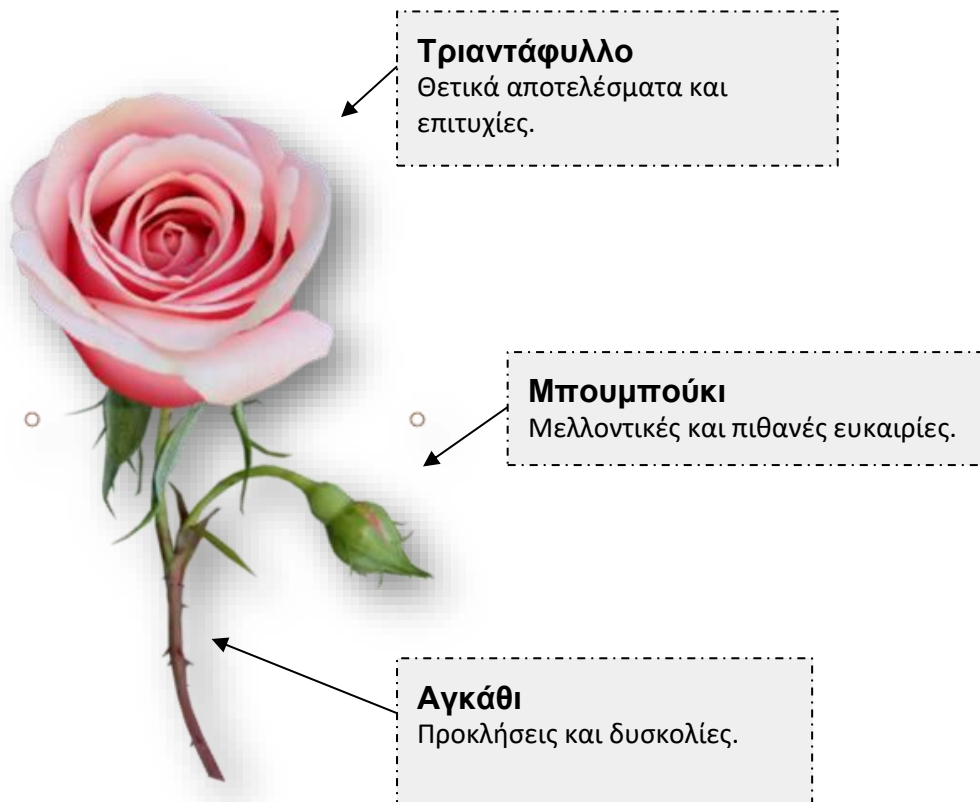 Τριαντάφυλλο
Θετικά αποτελέσματα και
επιτυχίες.
Μπουμπούκι
Μελλοντικές και πιθανές ευκαιρίες.
Αγκάθι
Προκλήσεις και δυσκολίες.